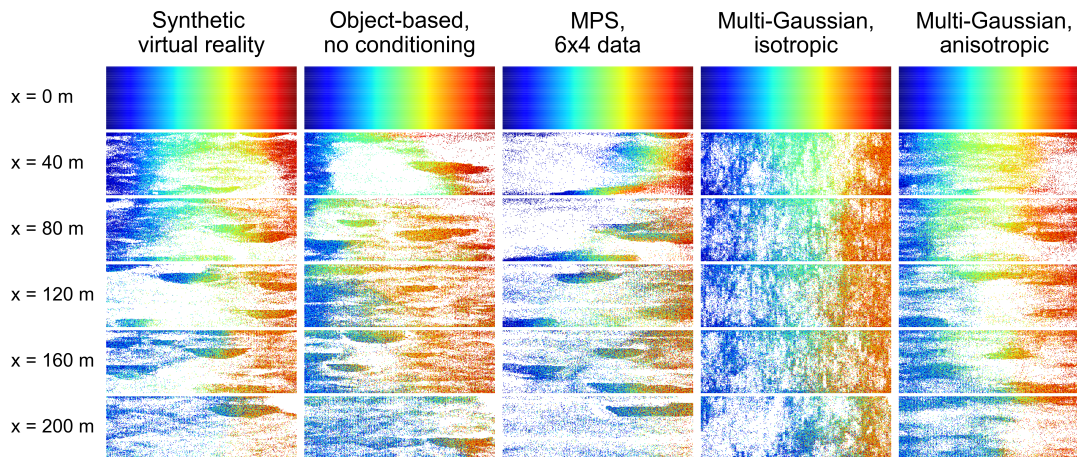 Synthetic
virtual reality
Object-based,
no conditioning
MPS,
6x4 data
Multi-Gaussian,
isotropic
Multi-Gaussian,
anisotropic
x = 0 m
x = 40 m
x = 80 m
x = 120 m
x = 160 m
x = 200 m